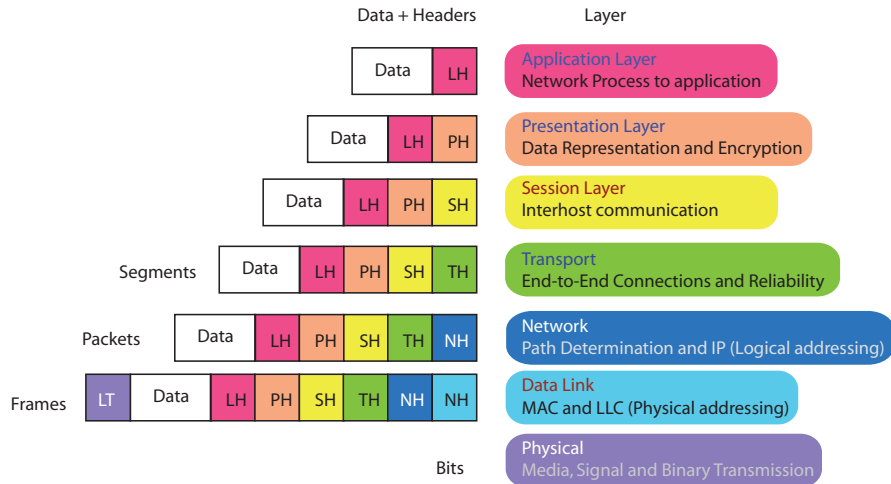 Data + Headers Layer
Data LH Application Layer
Network Process to application
Data LH PH Presentation Layer
Data Representation and Encryption
Data LH PH SH Session Layer
Interhost communication
Segments Data LH PH SH TH Transport
End-to-End Connections and Reliability
Packets Data LH PH SH TH NH Network
Path Determination and IP (Logical addressing)
Frames LT Data LH PH SH TH NH NH Data Link
MAC and LLC (Physical addressing)
Bits Physical
Media, Signal and Binary Transmission